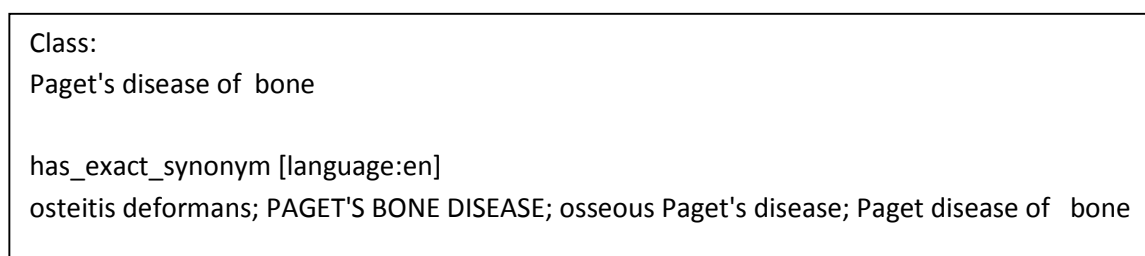 Class:
Paget's disease of  bone
has_exact_synonym [language:en]
osteitis deformans; PAGET'S BONE DISEASE; osseous Paget's disease; Paget disease of   bone